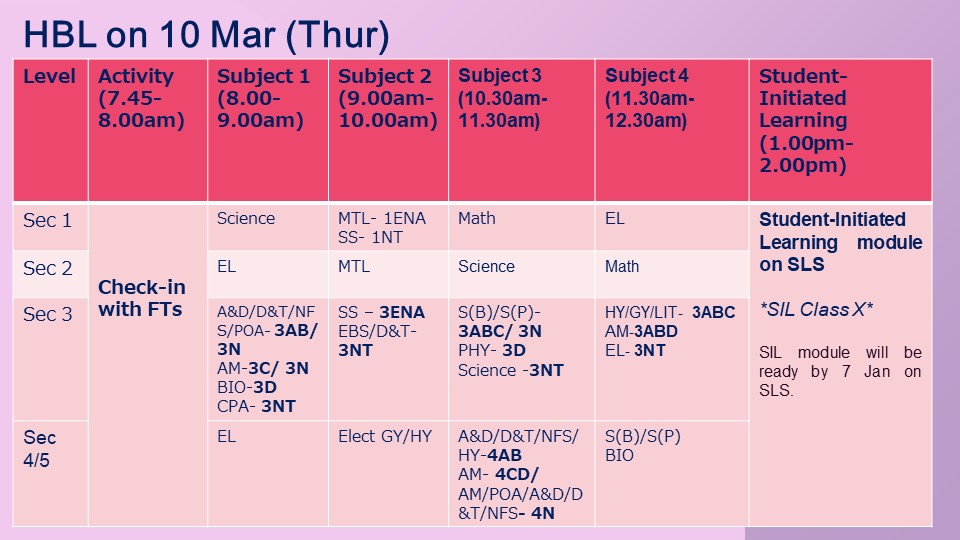 HBL on 10 Mar (Thur)
Level
Activity
(7.45-
8.00am)
Subject 1
(8.00-
9.00am)
Subject 2
(9.00am-
10.00am)
Subject 3
(10.30am-
11.30am)
Subject 4
(11.30am-
12.30am)
Student-
Initiated
Learning
(1.00pm-
2.00pm)
Sec 1
Check-in
with FTs
Science
MTL- 1ENA
SS- 1NT
Math
EL
Student-Initiated
Learning module
on SLS
*SIL Class X*
SIL module will be
ready by 7 Jan on
SLS.
Sec 2
EL
MTL
Science
Math
Sec 3
A&D/D&T/NF
S/POA- 3AB/
3N
AM-3C/ 3N
BIO-3D
CPA- 3NT
SS – 3ENA
EBS/D&T-
3NT
S(B)/S(P)-
3ABC/ 3N
PHY- 3D
Science -3NT
HY/GY/LIT- 3ABC
AM-3ABD
EL- 3NT
Sec
4/5
EL
Elect GY/HY
A&D/D&T/NFS/
HY-4AB
AM- 4CD/
AM/POA/A&D/D
&T/NFS- 4N
S(B)/S(P)
BIO